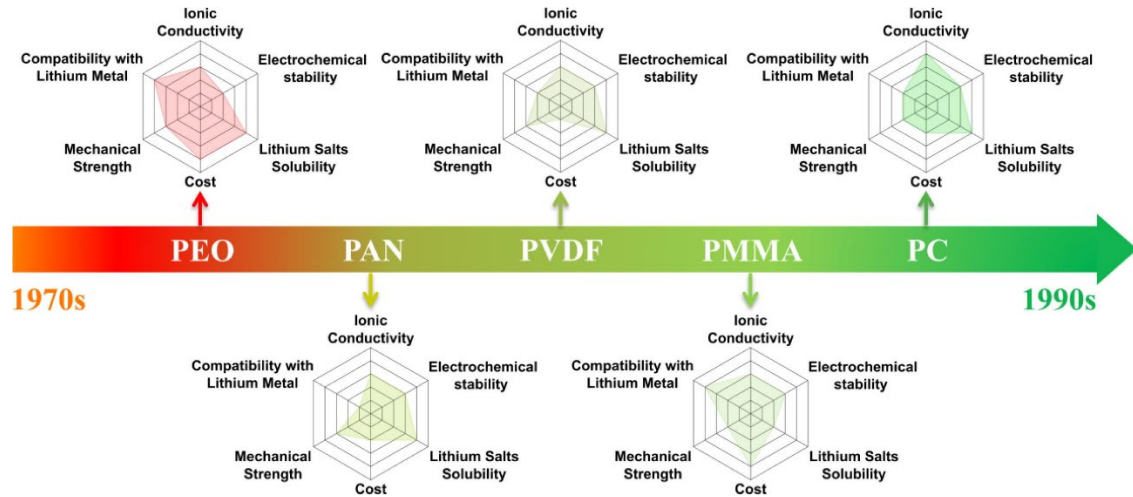 Ionic
Conductivity
Compatibility with
Lithium Metal
Electrochemical
stability
Mechanical
Strength
Lithium Salts
Solubility
Cost
Ionic
Conductivity
Compatibility with
Lithium Metal
Electrochemical
stability
Mechanical
Strength
Lithium Salts
Solubility
Cost
Ionic
Conductivity
Compatibility with
Lithium Metal
Electrochemical
stability
Mechanical
Strength
Lithium Salts
Solubility
Cost
PEO
PAN
PVDF
PMMA
PC
1970s
1990s
Ionic
Conductivity
Compatibility with
Lithium Metal
Electrochemical
stability
Mechanical
Strength
Lithium Salts
Solubility
Cost
Ionic
Conductivity
Compatibility with
Lithium Metal
Electrochemical
stability
Mechanical
Strength
Lithium Salts
Solubility
Cost